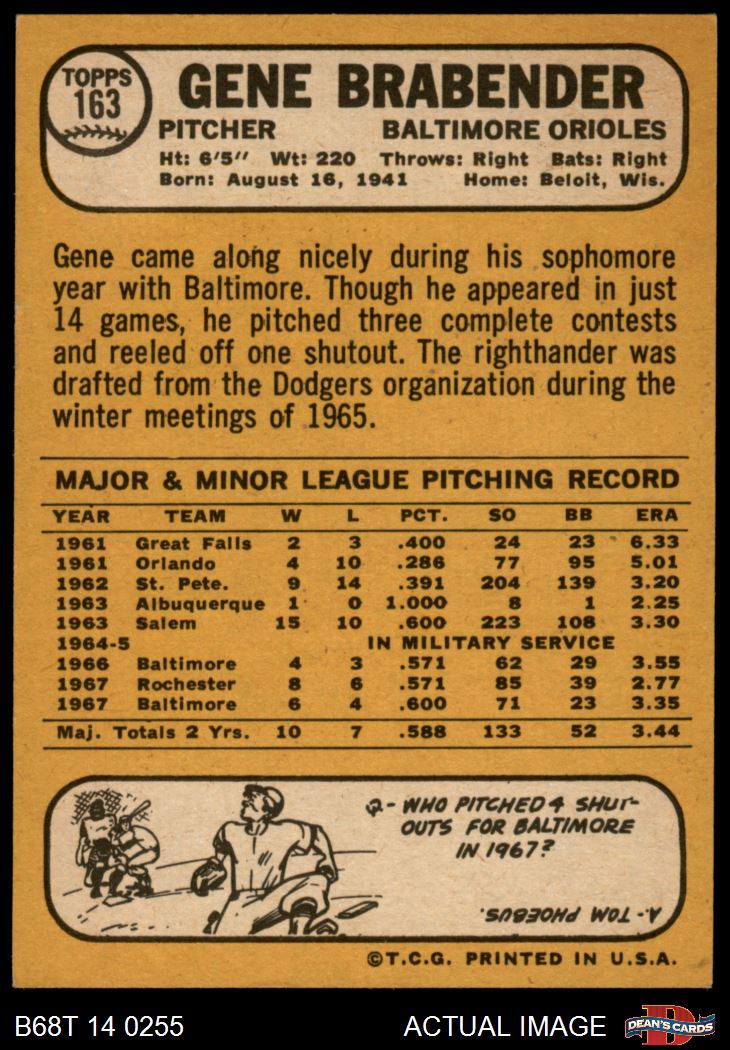 TOPPS
163
GENE BRABENDER
PITCHER BALTIMORE ORIOLES
Ht: 6'5" Wt: 220 Throws: Right Bats: Right
Born: August 16, 1941 Home: Beloit, Wis.
Gene came along nicely during his sophomore
year with Baltimore. Though he appeared in just
14 games, he pitched three complete contests
and reeled off one shutout. The righthander was
drafted from the Dodgers organization during the
winter meetings of 1965.
MAJOR & MINOR LEAGUE PITCHING RECORD
YEAR TEAM W L PCT. SO BB ERA
1961 Great Falls 2 3 .400 24 23 6.33
1961 Orlando 4 10 .286 77 95 5.01
1962 St. Pete. 9 14 .391 204 139 3.20
1963 Albuquerque 1 0 1.000 8 1 2.25
1963 Salem 15 10 .600 223 108 3.30
1964-5 IN MILITARY SERVICE
1966 Baltimore 4 3 .571 62 29 3.55
1967 Rochester 8 6 .571 85 39 2.77
1967 Baltimore 6 4 .600 71 23 3.35
Maj. Totals 2 Yrs. 10 7 .588 133 52 3.44
Q- WHO PITCHED 4 SHUT-
OUTS FOR BALTIMORE
IN 1967?
A- TOM PHOEBUS.
©T.C.G. PRINTED IN U.S.A.
B68T 14 0255 ACTUAL IMAGE
D
DEAN'S CARDS